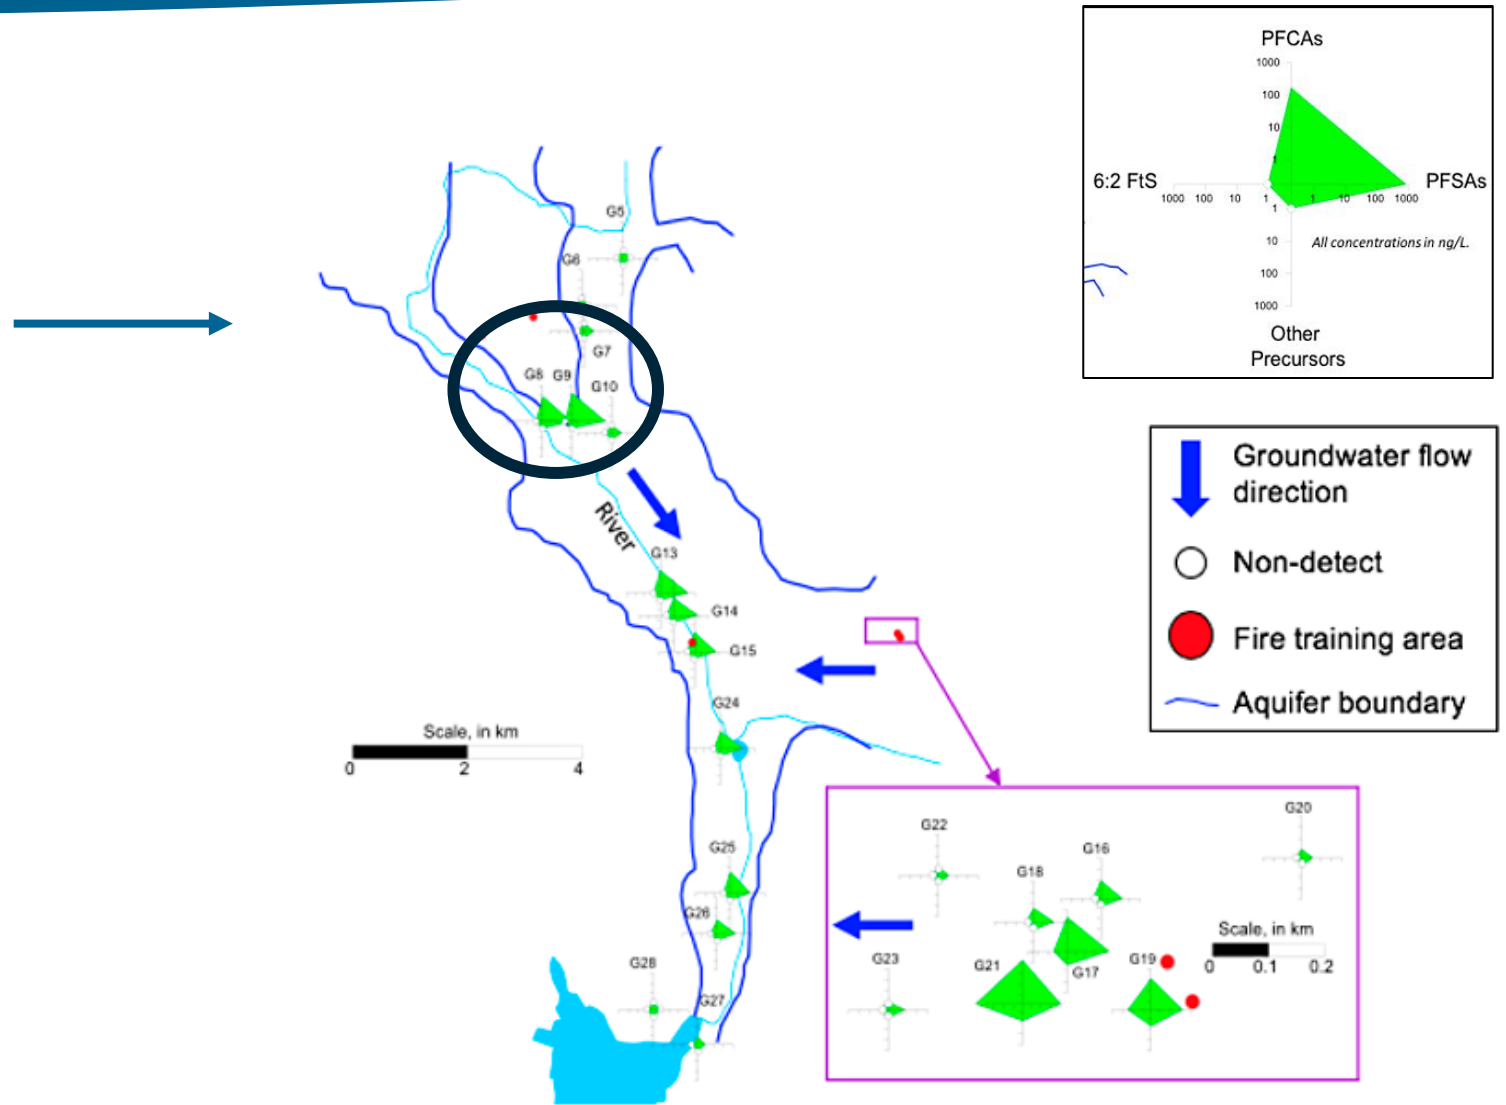 PFCAs
1000
100
10
1
6:2 FtS
1000 100 10 1
1 10 100 1000
PFSAs
1
10
100
1000
All concentrations in ng/L.
Other
Precursors
G5
G6
G7
G8 G9 G10
River
G13
G14
G15
G24
G25
G26
G28
G27
Scale, in km
0 2 4
Groundwater flow
direction
Non-detect
Fire training area
Aquifer boundary
G20
G22
G16
G18
G23
G21
G17
G19
Scale, in km
0 0.1 0.2